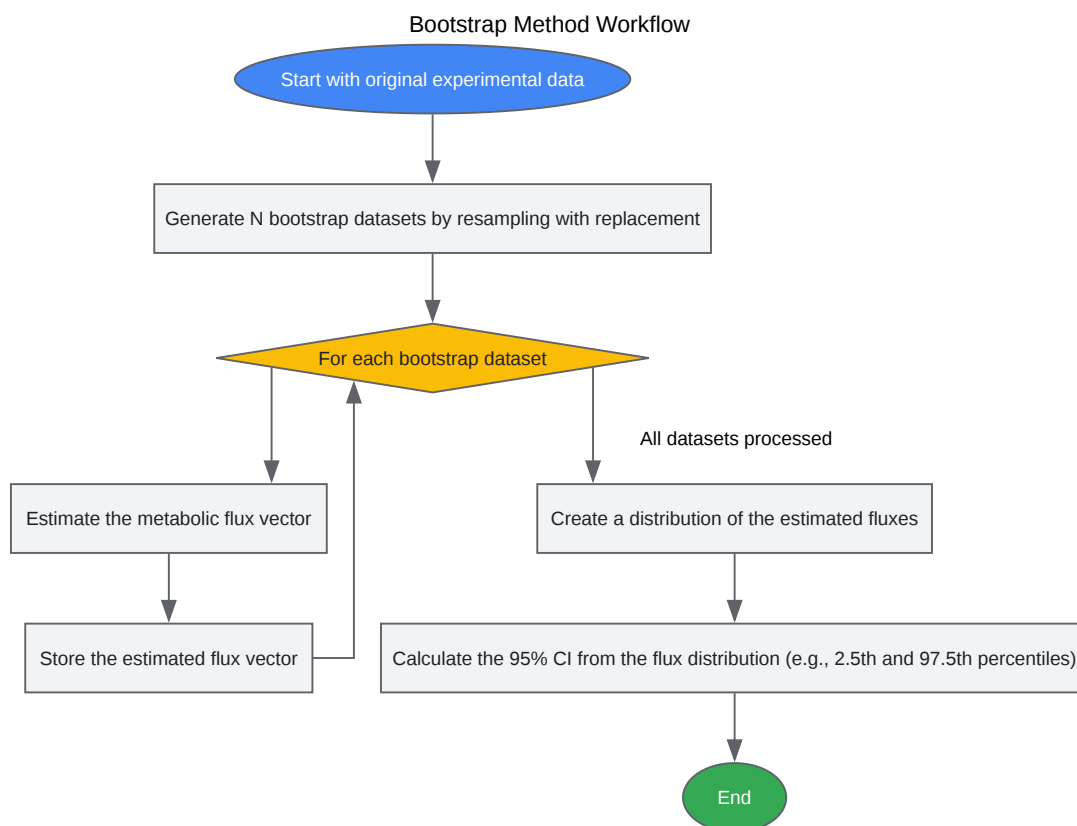 Bootstrap Method Workflow
Start with original experimental data
Generate N bootstrap datasets by resampling with replacement
For each bootstrap dataset
All datasets processed
Estimate the metabolic flux vector
Create a distribution of the estimated fluxes
Store the estimated flux vector
Calculate the 95% CI from the flux distribution (e.g., 2.5th and 97.5th percentiles)
End